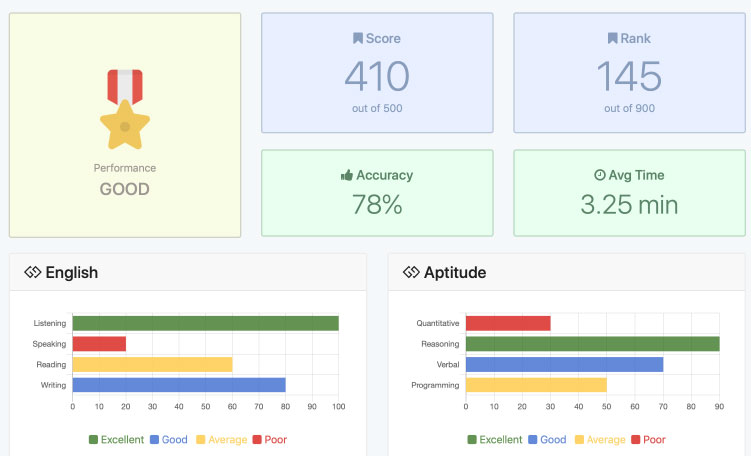 Performance
GOOD
Score
410
out of 500
Rank
145
out of 900
Accuracy
78%
Avg Time
3.25 min
English
Listening
Speaking
Reading
Writing
0 10 20 30 40 50 60 70 80 90 100
Excellent Good Average Poor
Aptitude
Quantitative
Reasoning
Verbal
Programming
0 10 20 30 40 50 60 70 80 90
Excellent Good Average Poor